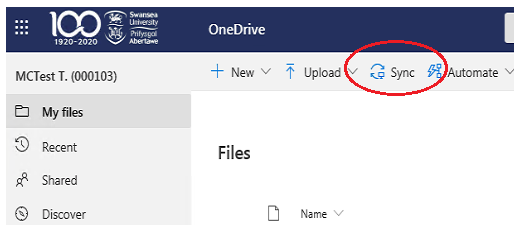 100
1920-2020
Swansea
University
Prifysgol
Abertawe
OneDrive
MCTest T. (000103)
New
Upload
Sync
Automate
My files
Recent
Shared
Discover
Files
Name